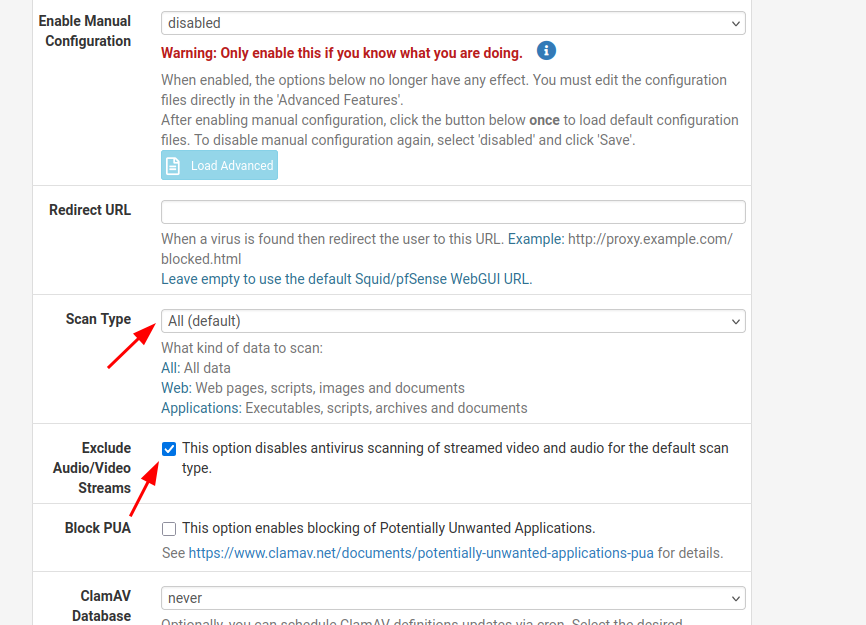 Enable Manual
Configuration
disabled
Warning: Only enable this if you know what you are doing.
When enabled, the options below no longer have any effect. You must edit the configuration
files directly in the 'Advanced Features'.
After enabling manual configuration, click the button below once to load default configuration
files. To disable manual configuration again, select 'disabled' and click 'Save'.
Load Advanced
Redirect URL
When a virus is found then redirect the user to this URL. Example: http://proxy.example.com/
blocked.html
Leave empty to use the default Squid/pfSense WebGUI URL.
Scan Type
All (default)
What kind of data to scan:
All: All data
Web: Web pages, scripts, images and documents
Applications: Executables, scripts, archives and documents
Exclude
Audio/Video
Streams
This option disables antivirus scanning of streamed video and audio for the default scan
type.
Block PUA
This option enables blocking of Potentially Unwanted Applications.
See https://www.clamav.net/documents/potentially-unwanted-applications-pua for details.
ClamAV
Database
never
Optionally, you can schedule ClamAV definitions updates via cron. Select the desired